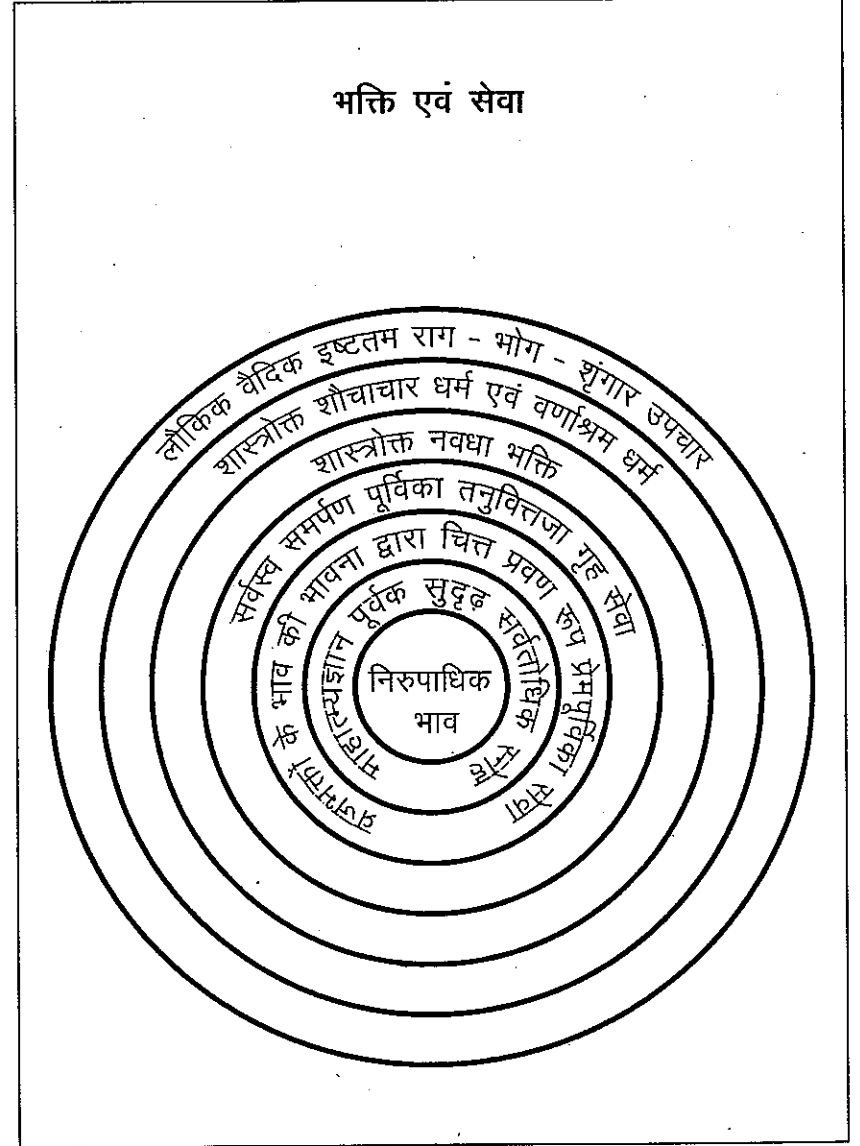 भक्ति एवं सेवा
लौकिक वैदिक इष्टतम राग - भोग - शृंगार उपचार
शास्त्रोक्त शौचाचार धर्म एवं वर्णाश्रम धर्म
शास्त्रोक्त नवधा भक्ति
सर्वस्व समर्पण पूर्विका तनुवित्तजा गृह सेवा
व्रजभक्तों के भाव की भावना द्वारा चित्त प्रवण रूप प्रेमपूर्विका सेवा
माहात्म्यज्ञान पूर्वक सुदृढ़ सर्वतोधिक स्नेह
निरुपाधिक
भाव